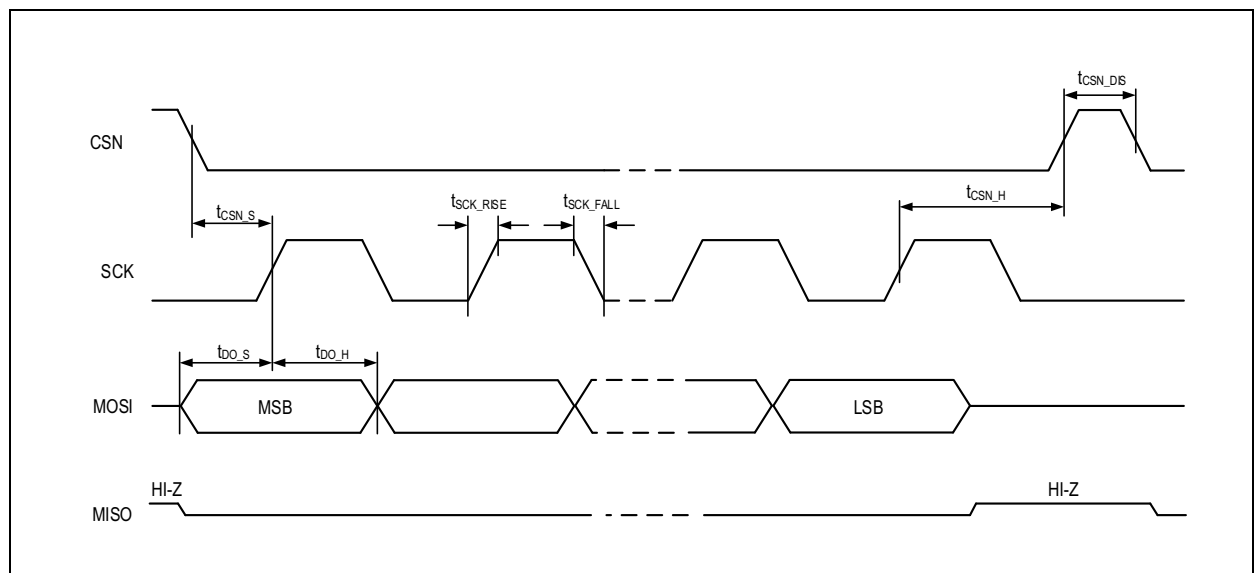 tCSN_DIS
CSN
tCSN_H
tCSN_S
tSCK_RISE
tSCK_FALL
SCK
tDO_S
tDO_H
MOSI
MSB
LSB
HI-Z
HI-Z
MISO